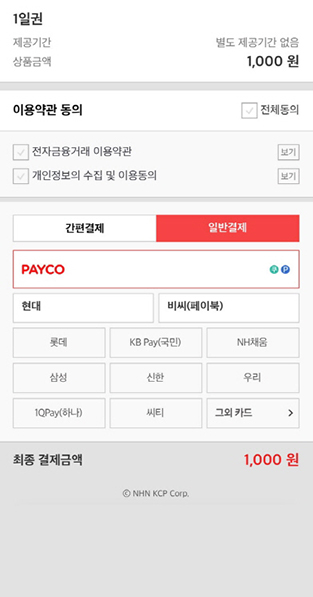 1일권
제공기간 별도 제공기간 없음
상품금액 1,000 원
이용약관 동의 전체동의
전자금융거래 이용약관 보기
개인정보의 수집 및 이용동의 보기
간편결제 일반결제
PAYCO P
현대 비씨(페이북)
롯데 KB Pay(국민) NH채움
삼성 신한 우리
1QPay(하나) 씨티 그외 카드
최종 결제금액 1,000 원
ⓒ NHN KCP Corp.